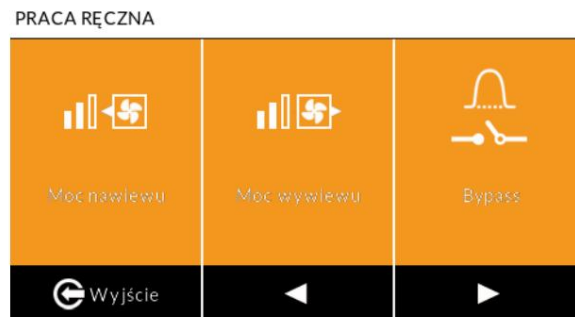 PRACA RĘCZNA
Moc nawiewu
Moc wywiewu
Bypass
Wyjście